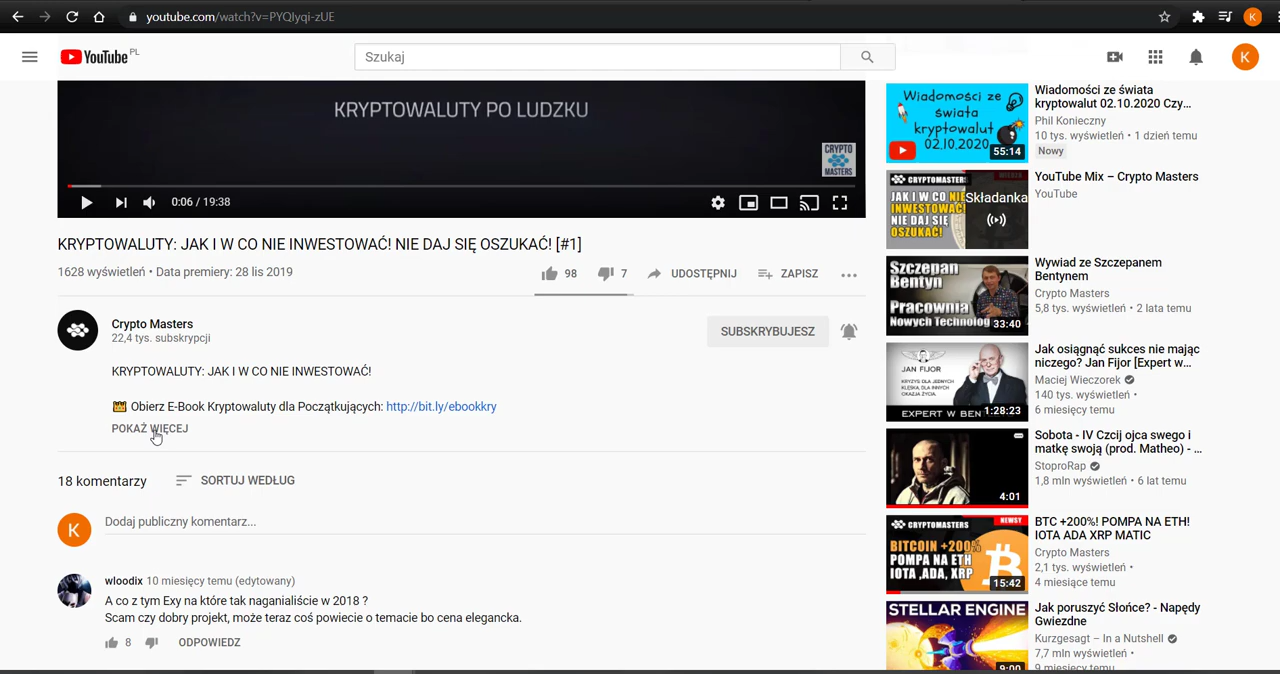 youtube.com/watch?v=PYQlyqi-zUE
K
YouTube PL
Szukaj
K
KRYPTOWALUTY PO LUDZKU
CRYPTO
MASTERS
0:06 / 19:38
KRYPTOWALUTY: JAK I W CO NIE INWESTOWAĆ! NIE DAJ SIĘ OSZUKAĆ! [#1]
1628 wyświetleń • Data premiery: 28 lis 2019
98
7
UDOSTĘPNIJ
ZAPISZ
Crypto Masters
22,4 tys. subskrypcji
SUBSKRYBUJESZ
KRYPTOWALUTY: JAK I W CO NIE INWESTOWAĆ!
Obierz E-Book Kryptowaluty dla Początkujących: http://bit.ly/ebookkry
POKAŻ WIĘCEJ
18 komentarzy
SORTUJ WEDŁUG
K
Dodaj publiczny komentarz...
wloodix 10 miesięcy temu (edytowany)
A co z tym Exy na które tak naganialiście w 2018 ?
Scam czy dobry projekt, może teraz coś powiecie o temacie bo cena elegancka.
8
ODPOWIEDZ
Wiadomości ze
świata
kryptowalut
02.10.2020
55:14
Wiadomości ze świata
kryptowalut 02.10.2020 Czy...
Phil Konieczny
10 tys. wyświetleń • 1 dzień temu
Nowy
CRYPTOMASTERS
JAK I W CO
NIE
INWESTOWAĆ!
NIE DAJ SIĘ
OSZUKAĆ!
Składanka
YouTube Mix – Crypto Masters
YouTube
Szczepan
Bentyn
Pracownia
Nowych Technolog
33:40
Wywiad ze Szczepanem
Bentynem
Crypto Masters
5,8 tys. wyświetleń • 2 lata temu
JAN FIJOR
KRYZYS: DLA JEDNYCH
KLĘSKA, DLA INNYCH
OKAZJA ŻYCIA.
EXPERT W BEN
1:28:23
Jak osiągnąć sukces nie mając
niczego? Jan Fijor [Expert w...
Maciej Wieczorek
140 tys. wyświetleń •
6 miesięcy temu
4:01
Sobota - IV Czcij ojca swego i
matkę swoją (prod. Matheo) - ...
StoproRap
1,8 mln wyświetleń • 6 lat temu
CRYPTOMASTERS
NEWSY
BITCOIN +200%
POMPA NA ETH
IOTA ,ADA, XRP
15:42
BTC +200%! POMPA NA ETH!
IOTA ADA XRP MATIC
Crypto Masters
2,1 tys. wyświetleń •
4 miesiące temu
STELLAR ENGINE
9:00
Jak poruszyć Słońce? - Napędy
Gwiezdne
Kurzgesagt – In a Nutshell
7,7 mln wyświetleń •
9 miesięcy temu